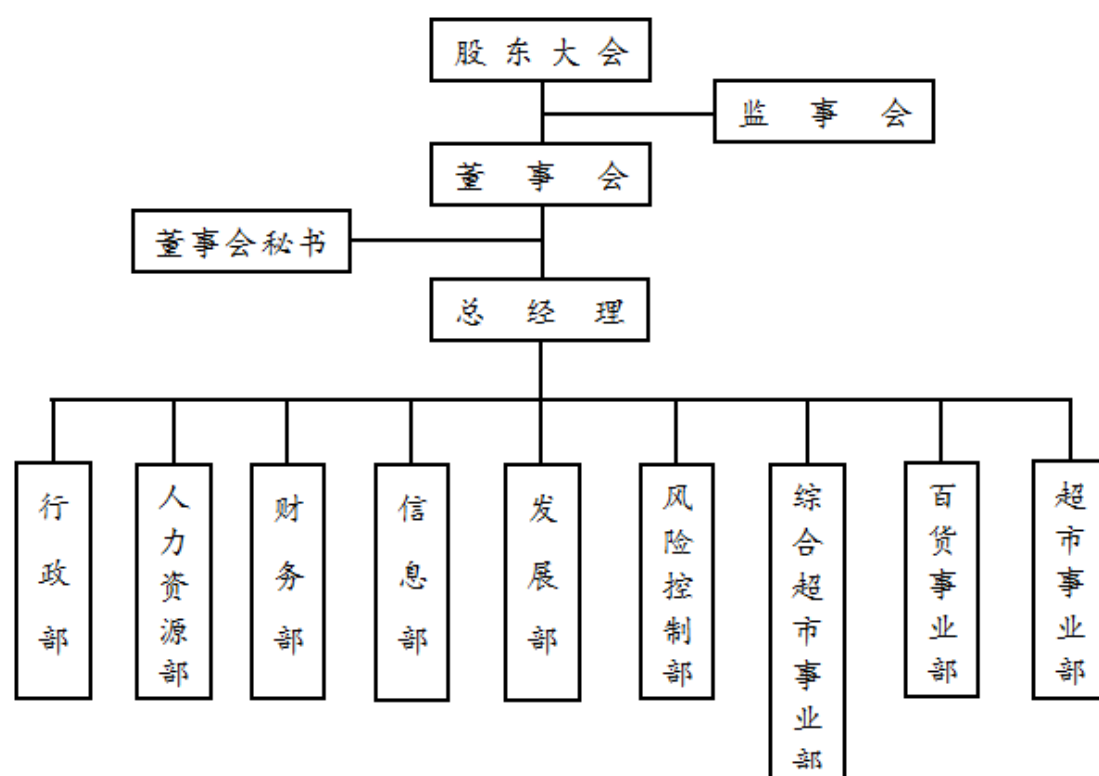 股东大会
监事会
董事会
董事会秘书
总经理
行政部
人力资源部
财务部
信息部
发展部
风险控制部
综合超市事业部
百货事业部
超市事业部